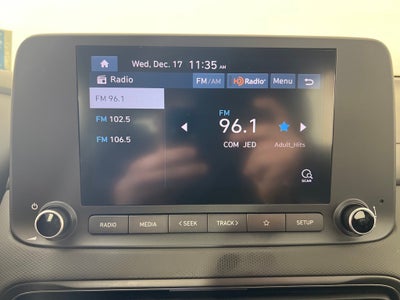 Wed, Dec. 17 11:35 AM
Radio FM/AM HD Radio Menu
FM 96.1
FM 102.5
FM 106.5
FM
96.1
COM JED Adult_Hits
SCAN
RADIO MEDIA < SEEK TRACK > SETUP